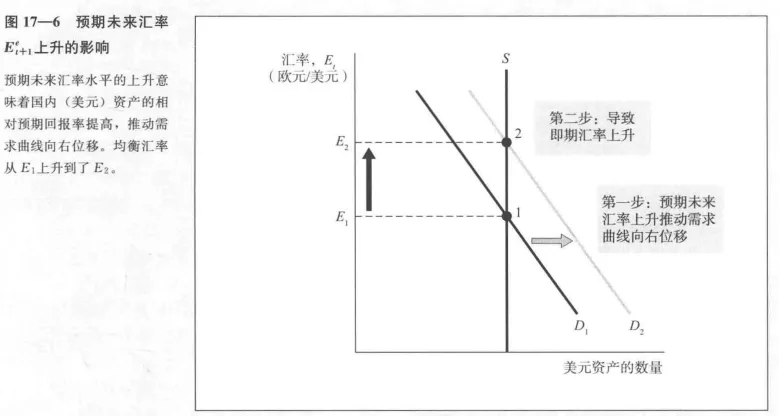 图 17—6 预期未来汇率
Eᵉₜ₊₁上升的影响
预期未来汇率水平的上升意
味着国内（美元）资产的相
对预期回报率提高，推动需
求曲线向右位移。均衡汇率
从 E₁上升到了 E₂。
汇率，Eₜ
（欧元/美元）
S
第二步：导致
即期汇率上升
E₂
2
第一步：预期未来
汇率上升推动需求
曲线向右位移
E₁
1
D₁
D₂
美元资产的数量